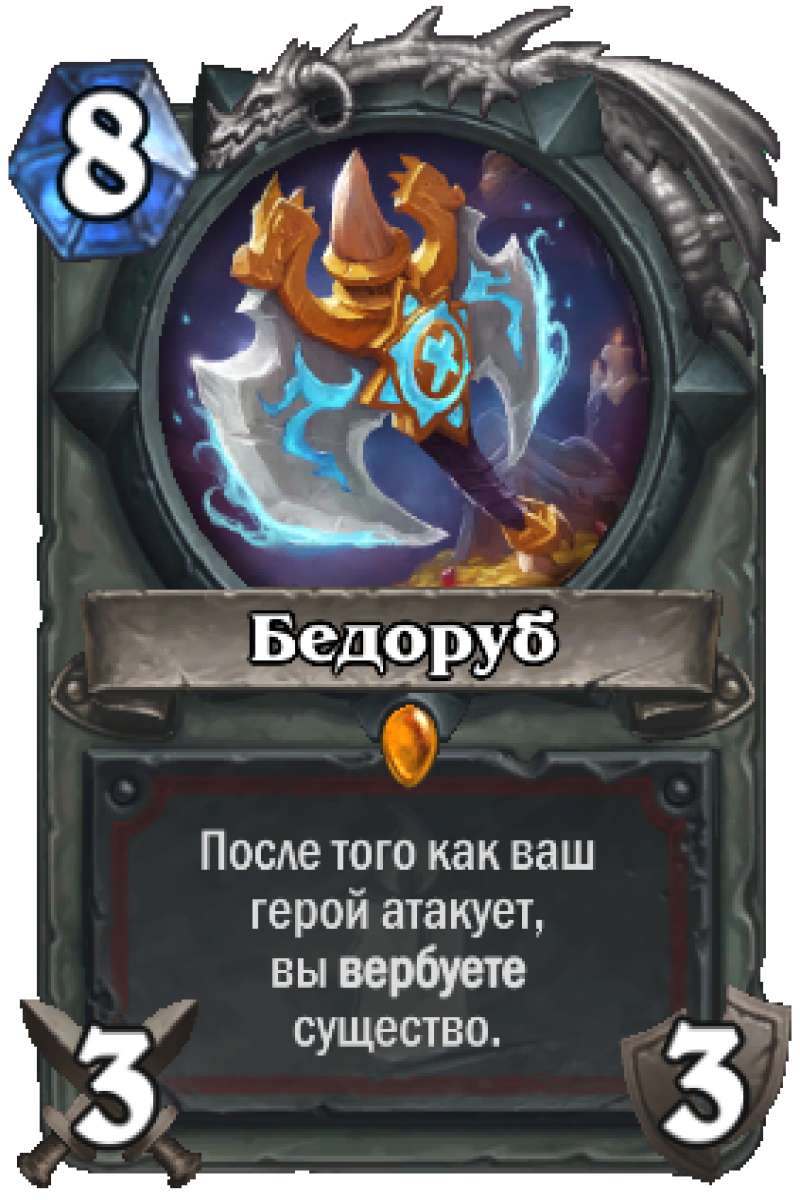 8
Бедоруб
После того как ваш
герой атакует,
вы вербуете
существо.
3
3